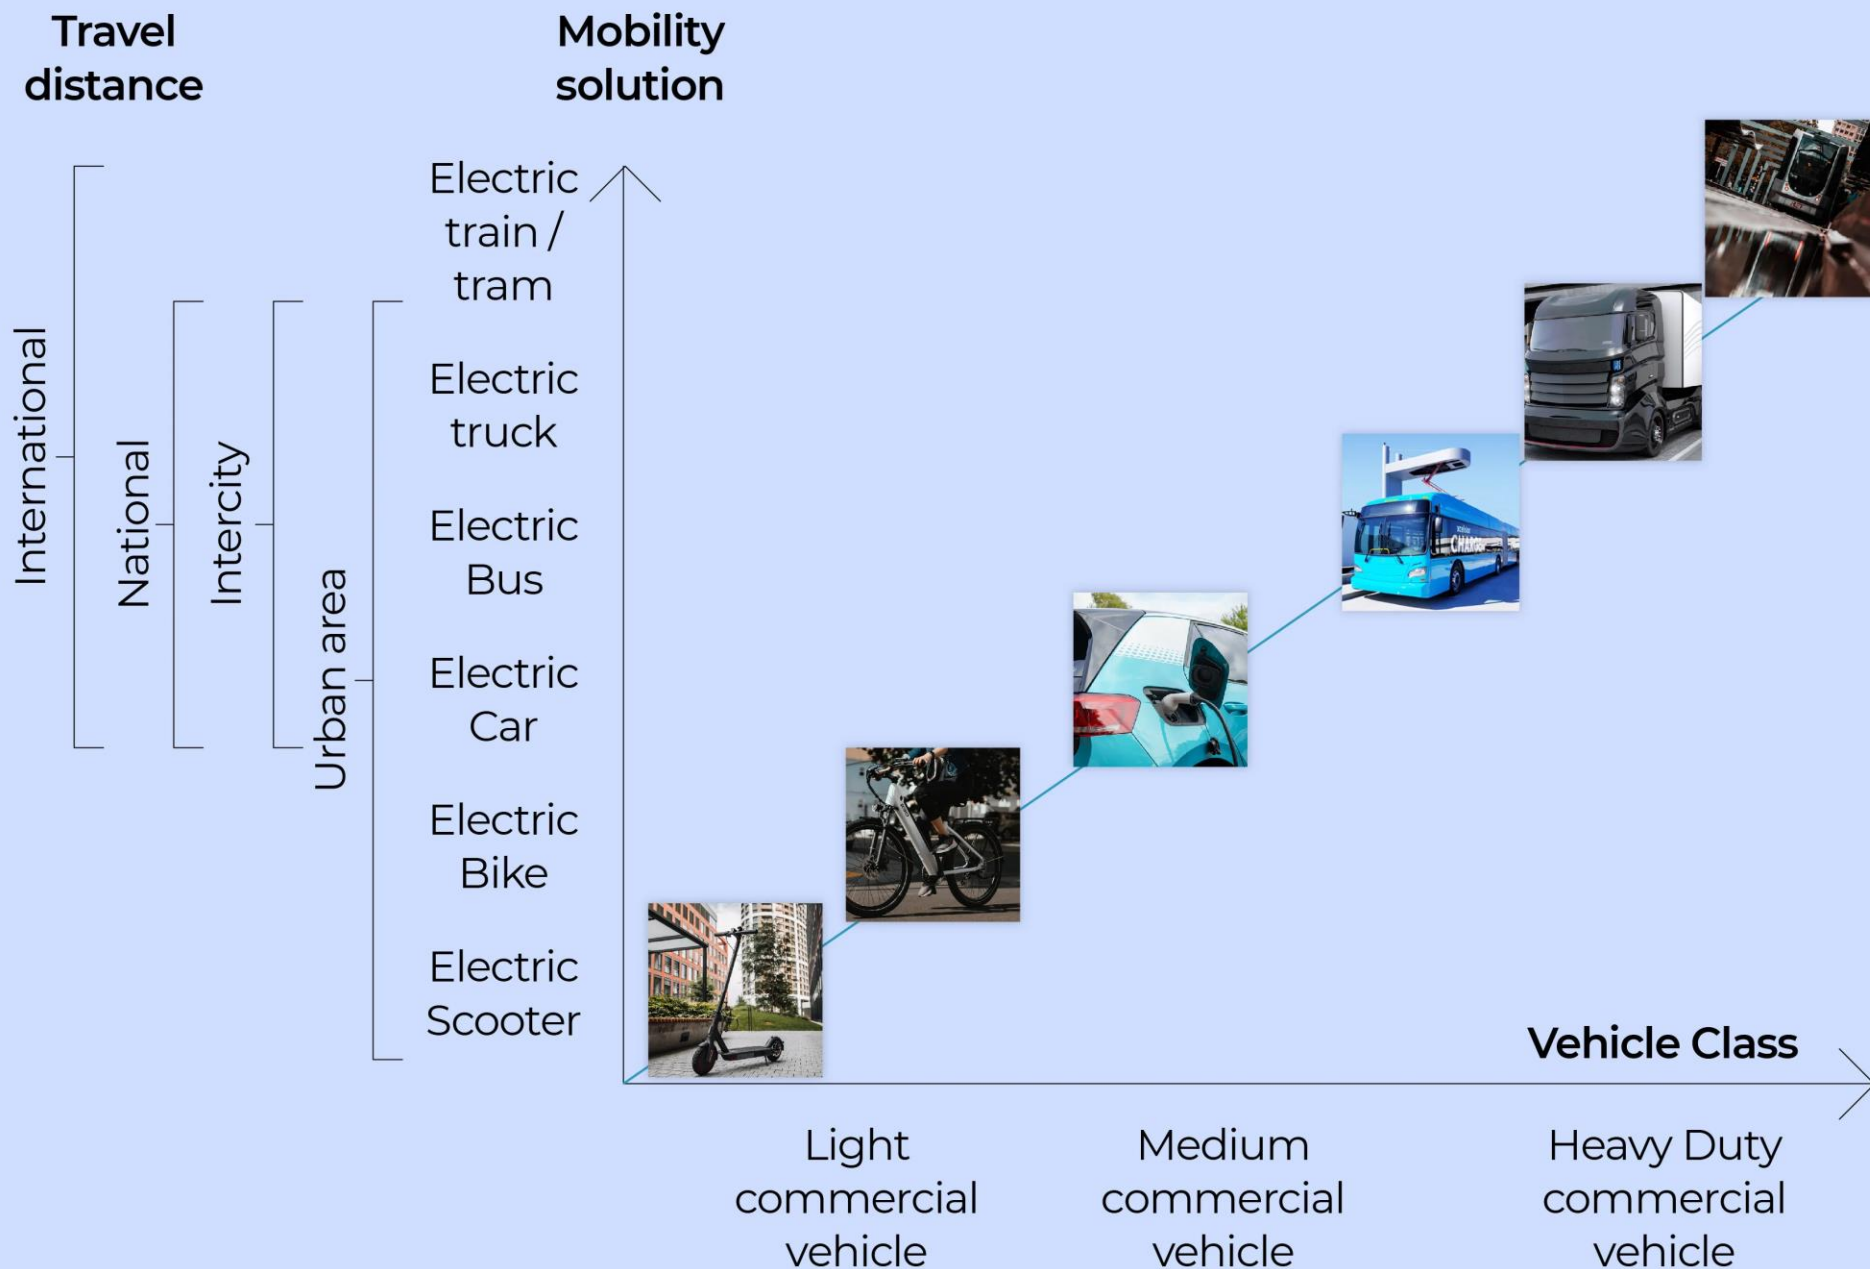 Travel
distance
Mobility
solution
International
National
Intercity
Urban area
Electric
train /
tram
Electric
truck
Electric
Bus
Electric
Car
Electric
Bike
Electric
Scooter
CHARGE
Vehicle Class
Light
commercial
vehicle
Medium
commercial
vehicle
Heavy Duty
commercial
vehicle